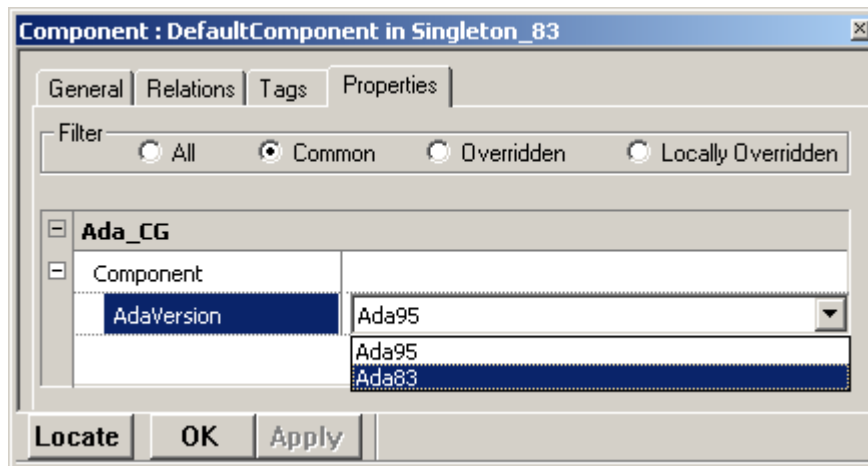 Component : DefaultComponent in Singleton_83
General Relations Tags Properties
Filter
All Common Overridden Locally Overridden
Ada_CG
Component
AdaVersion Ada95
Ada95
Ada83
Locate OK Apply